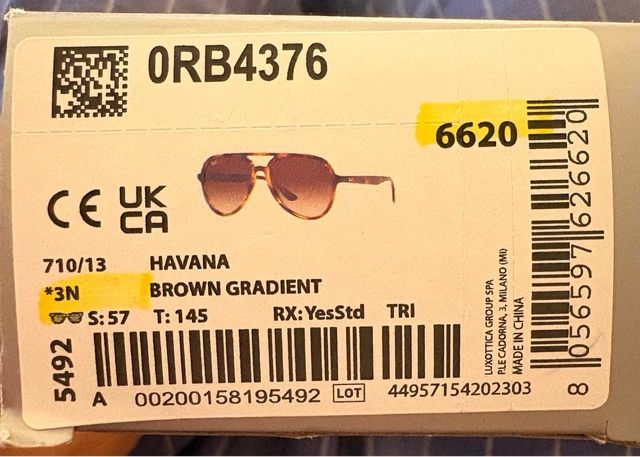 0RB4376
6620
CE UK CA
710/13 HAVANA
*3N BROWN GRADIENT
S: 57 T: 145 RX: YesStd TRI
5492
A 00200158195492 LOT 44957154202303
LUXOTTICA GROUP SPA
PLE CADORNA, 3, MILANO (MI)
MADE IN CHINA
8 056597 626620